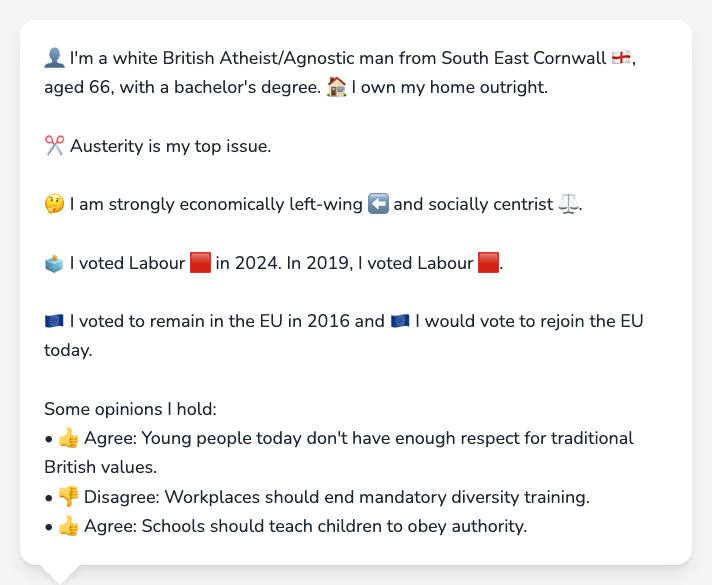 👤 I'm a white British Atheist/Agnostic man from South East Cornwall 🏴󠁧󠁢󠁥󠁮󠁧󠁿,
aged 66, with a bachelor's degree. 🏠 I own my home outright.
✂️ Austerity is my top issue.
🤔 I am strongly economically left-wing ⬅️ and socially centrist ⚖️.
🗳️ I voted Labour 🟥 in 2024. In 2019, I voted Labour 🟥.
🇪🇺 I voted to remain in the EU in 2016 and 🇪🇺 I would vote to rejoin the EU
today.
Some opinions I hold:
• 👍 Agree: Young people today don't have enough respect for traditional
British values.
• 👎 Disagree: Workplaces should end mandatory diversity training.
• 👍 Agree: Schools should teach children to obey authority.